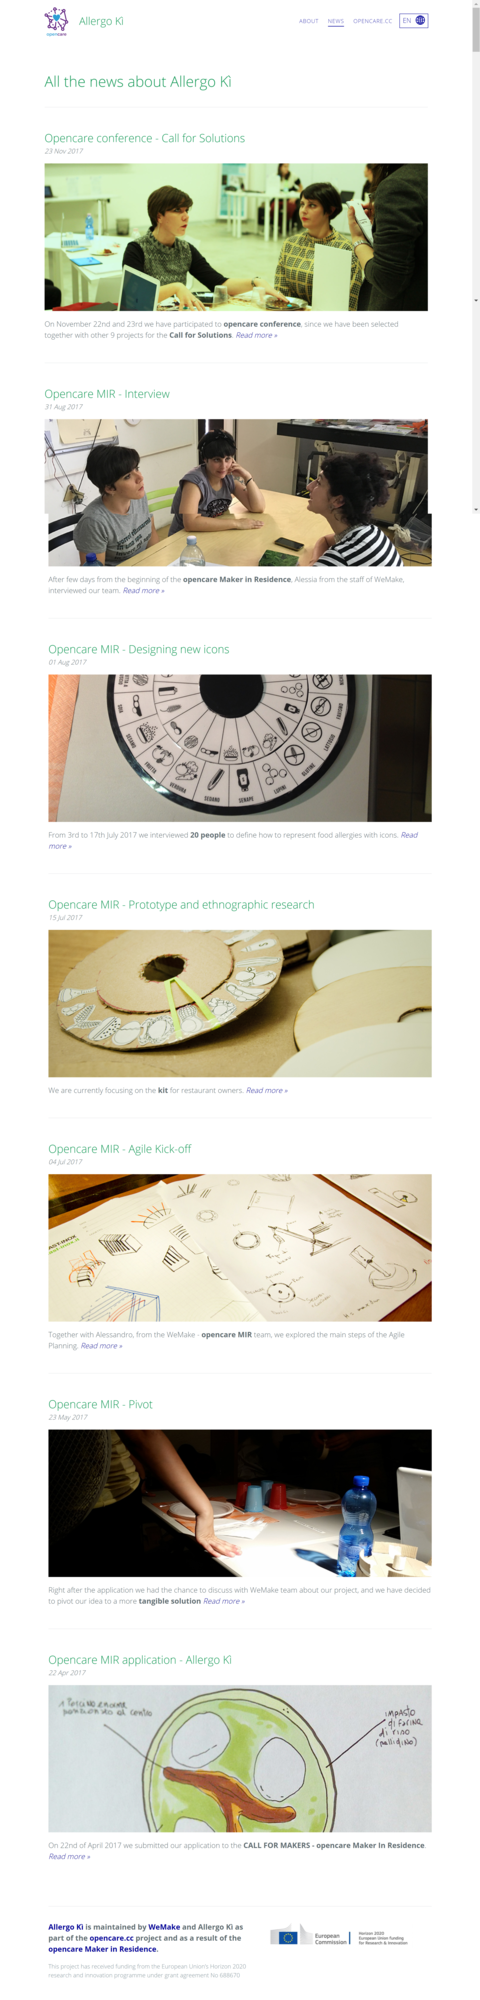 opencare
Allergo Kì
ABOUT
NEWS
OPENCARE.CC
EN
All the news about Allergo Kì
Opencare conference - Call for Solutions
23 Nov 2017
On November 22nd and 23rd we have participated to opencare conference, since we have been selected
together with other 9 projects for the Call for Solutions. Read more »
Opencare MIR - Interview
31 Aug 2017
After few days from the beginning of the opencare Maker in Residence, Alessia from the staff of WeMake,
interviewed our team. Read more »
Opencare MIR - Designing new icons
01 Aug 2017
FRUTTA
VERDURA
SEDANO
SENAPE
LUPINI
GLUTINE
LATTOSIO
From 3rd to 17th July 2017 we interviewed 20 people to define how to represent food allergies with icons. Read
more »
Opencare MIR - Prototype and ethnographic research
15 Jul 2017
We are currently focusing on the kit for restaurant owners. Read more »
Opencare MIR - Agile Kick-off
04 Jul 2017
Together with Alessandro, from the WeMake - opencare MIR team, we explored the main steps of the Agile
Planning. Read more »
Opencare MIR - Pivot
23 May 2017
Right after the application we had the chance to discuss with WeMake team about our project, and we have decided
to pivot our idea to a more tangible solution Read more »
Opencare MIR application - Allergo Kì
22 Apr 2017
al centro
impasto
di farina
di riso
(pallidino)
On 22nd of April 2017 we submitted our application to the CALL FOR MAKERS - opencare Maker In Residence.
Read more »
Allergo Kì is maintained by WeMake and Allergo Kì as
part of the opencare.cc project and as a result of the
opencare Maker in Residence.
This project has received funding from the European Union's Horizon 2020
research and innovation programme under grant agreement No 688670.
European
Commission
Horizon 2020
European Union funding
for Research & Innovation